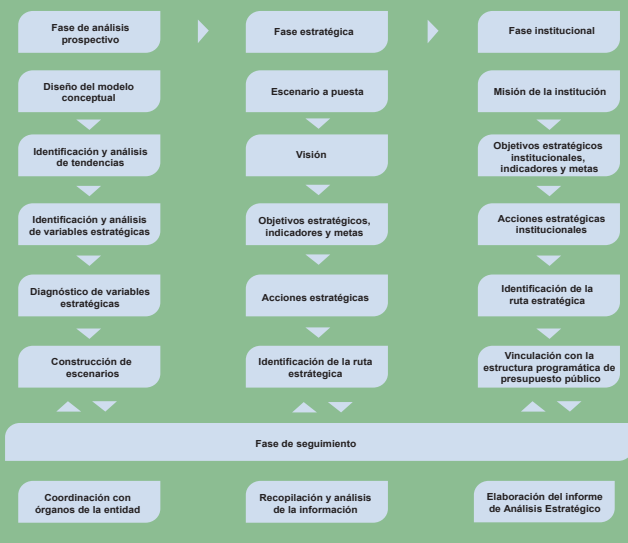 Fase de análisis
prospectivo
Fase estratégica
Fase institucional
Diseño del modelo
conceptual
Escenario a puesta
Misión de la institución
Identificación y análisis
de tendencias
Visión
Objetivos estratégicos
institucionales,
indicadores y metas
Identificación y análisis
de variables estratégicas
Objetivos estratégicos,
indicadores y metas
Acciones estratégicas
institucionales
Diagnóstico de variables
estratégicas
Acciones estratégicas
Identificación de la
ruta estratégica
Construcción de
escenarios
Identificación de la ruta
estrátegica
Vinculación con la
estructura programática de
presupuesto público
Fase de seguimiento
Coordinación con
órganos de la entidad
Recopilación y análisis
de la información
Elaboración del informe
de Análisis Estratégico